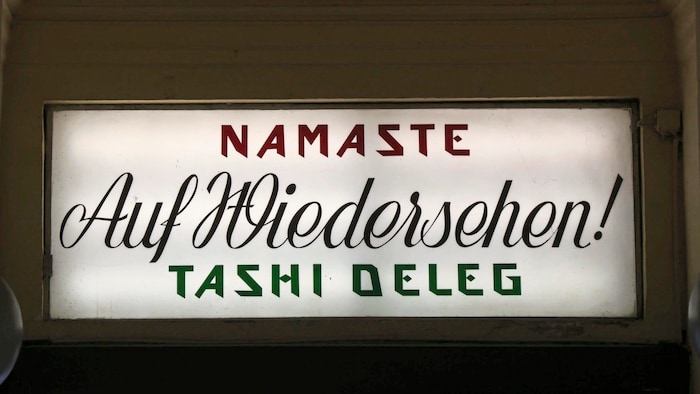 NAMASTE
Auf Wiedersehen!
TASHI DELEG